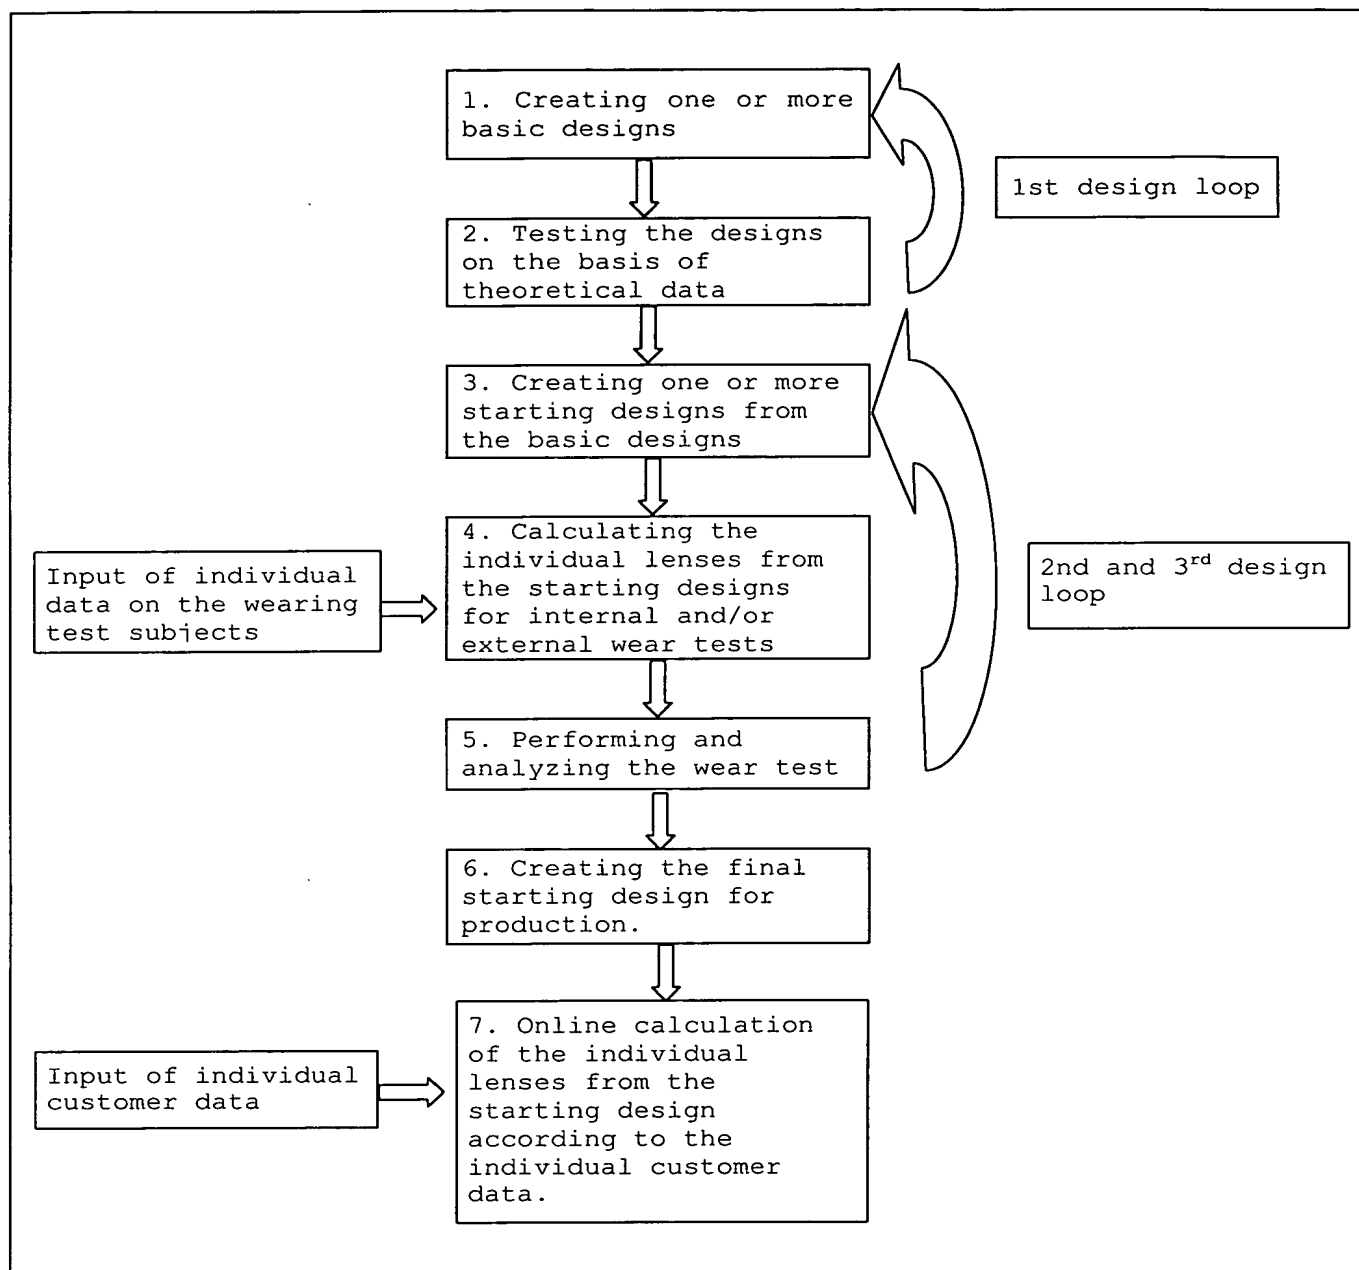 1. Creating one or more
basic designs
1st design loop
2. Testing the designs
on the basis of
theoretical data
3. Creating one or more
starting designs from
the basic designs
4. Calculating the
individual lenses from
the starting designs
for internal and/or
external wear tests
Input of individual
data on the wearing
test subjects
2nd and 3rd design
loop
5. Performing and
analyzing the wear test
6. Creating the final
starting design for
production.
7. Online calculation
of the individual
lenses from the
starting design
according to the
individual customer
data.
Input of individual
customer data